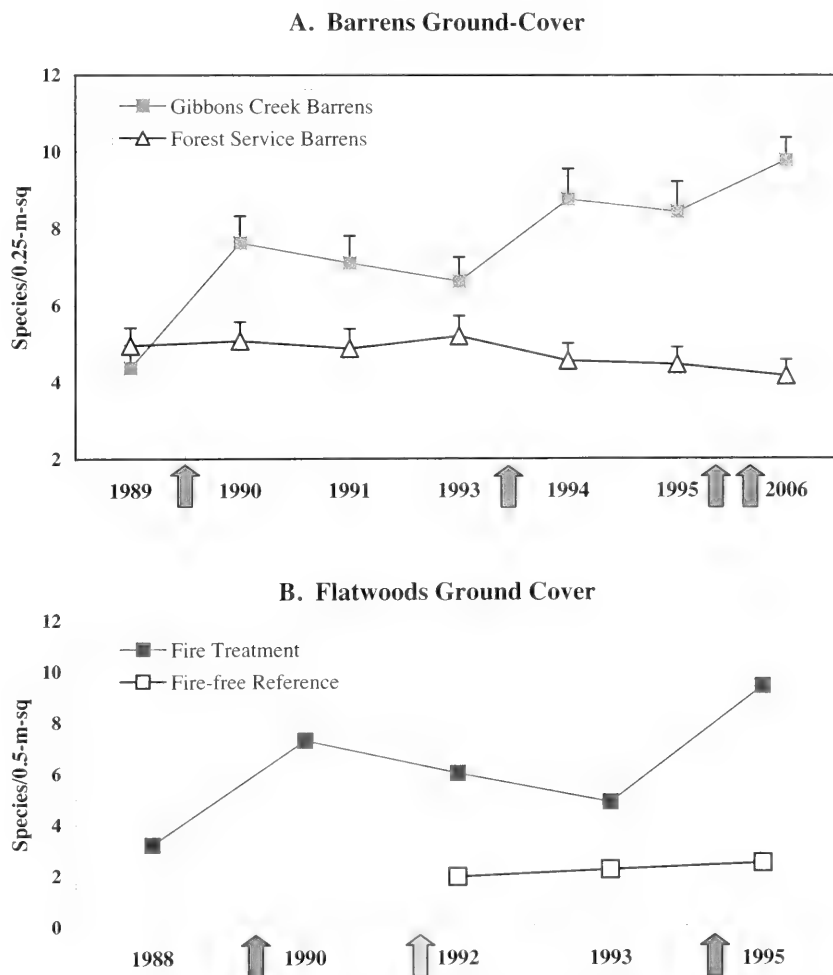 A. Barrens Ground-Cover
12
10
8
6
4
2
Species/0.25-m-sq
Gibbons Creek Barrens
Forest Service Barrens
1989 1990 1991 1993 1994 1995 2006
B. Flatwoods Ground Cover
12
10
8
6
4
2
0
Species/0.5-m-sq
Fire Treatment
Fire-free Reference
1988 1990 1992 1993 1995